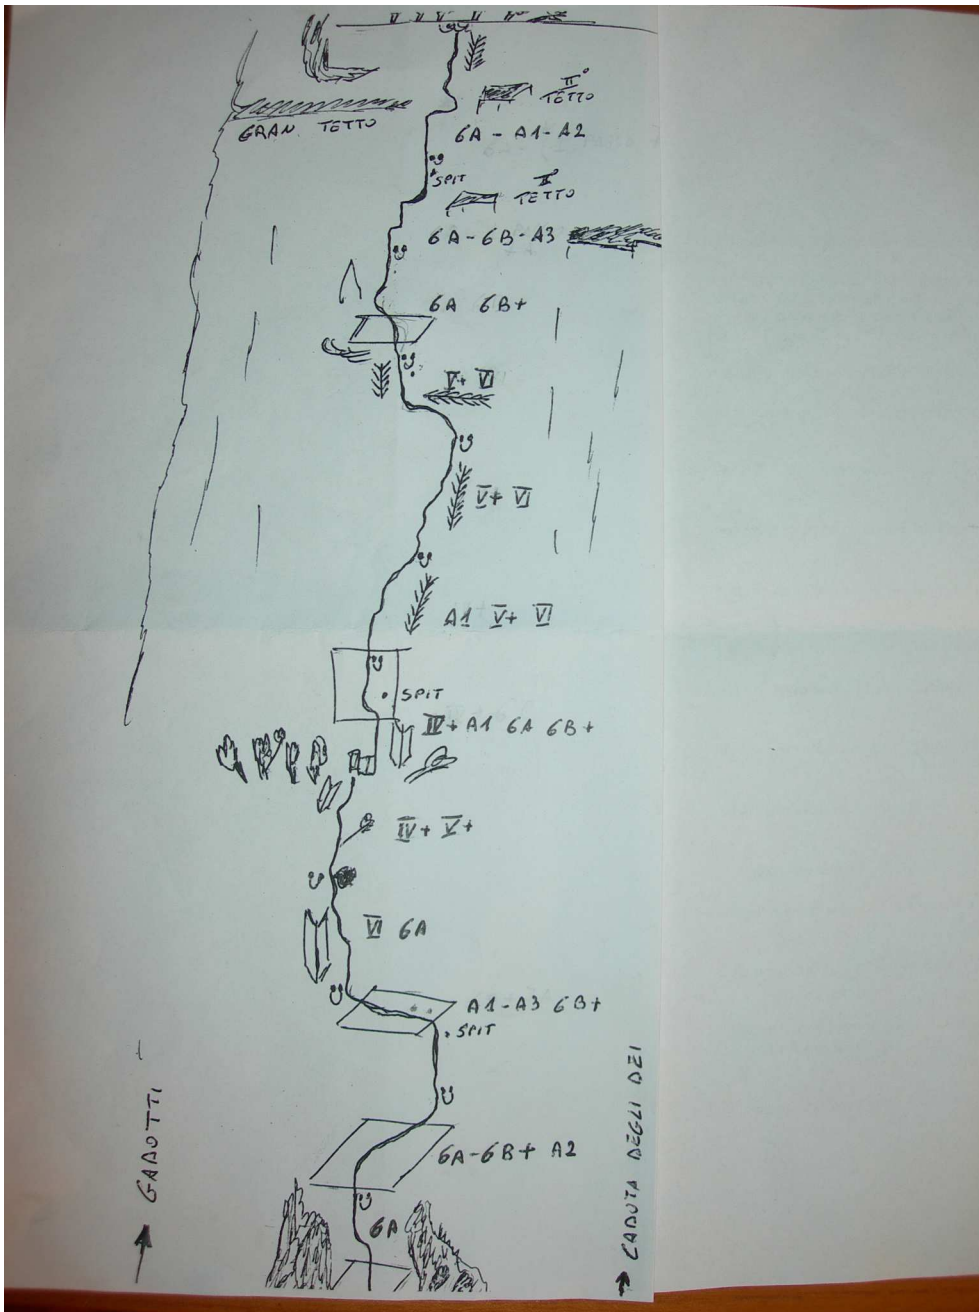 II°
TETTO
GRAN TETTO
6A - A1 - A2
SPIT
TETTO
6A - 6B - A3
6A 6B+
V+ VI
V+ VI
A1 V+ VI
SPIT
IV+ A1 6A 6B+
IV+ V+
VI 6A
A1 - A3 6B+
SPIT
6A - 6B+ A2
6A
GADOTTI
CADUTA DEGLI DEI